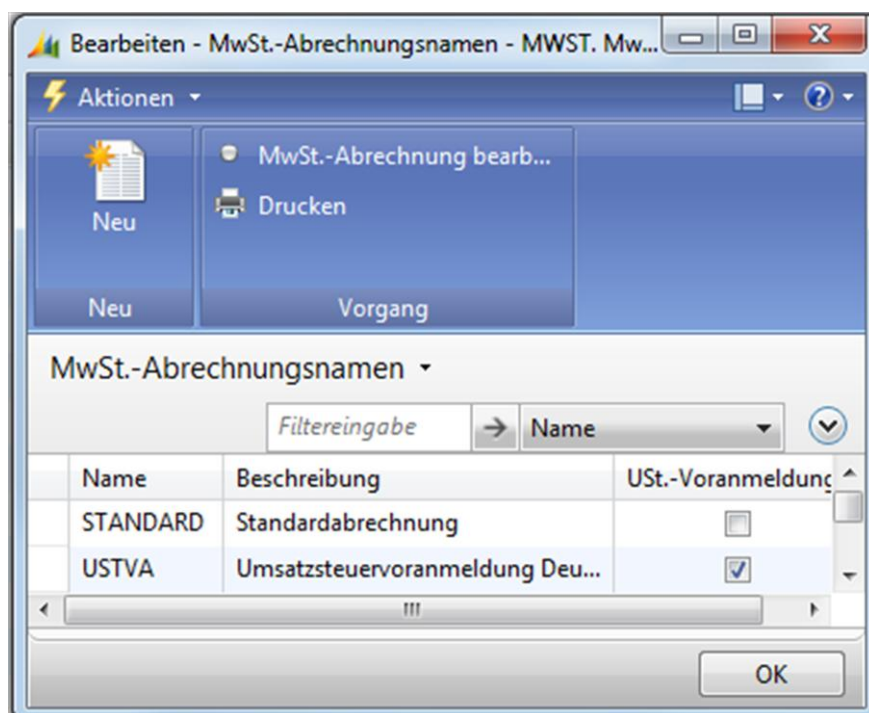 Bearbeiten - MwSt.-Abrechnungsnamen - MWST. Mw...
Aktionen
Neu
MwSt.-Abrechnung bearb...
Drucken
Neu
Vorgang
MwSt.-Abrechnungsnamen
Filtereingabe
Name
Name Beschreibung USt.-Voranmeldung
STANDARD Standardabrechnung
USTVA Umsatzsteuervoranmeldung Deu...
OK